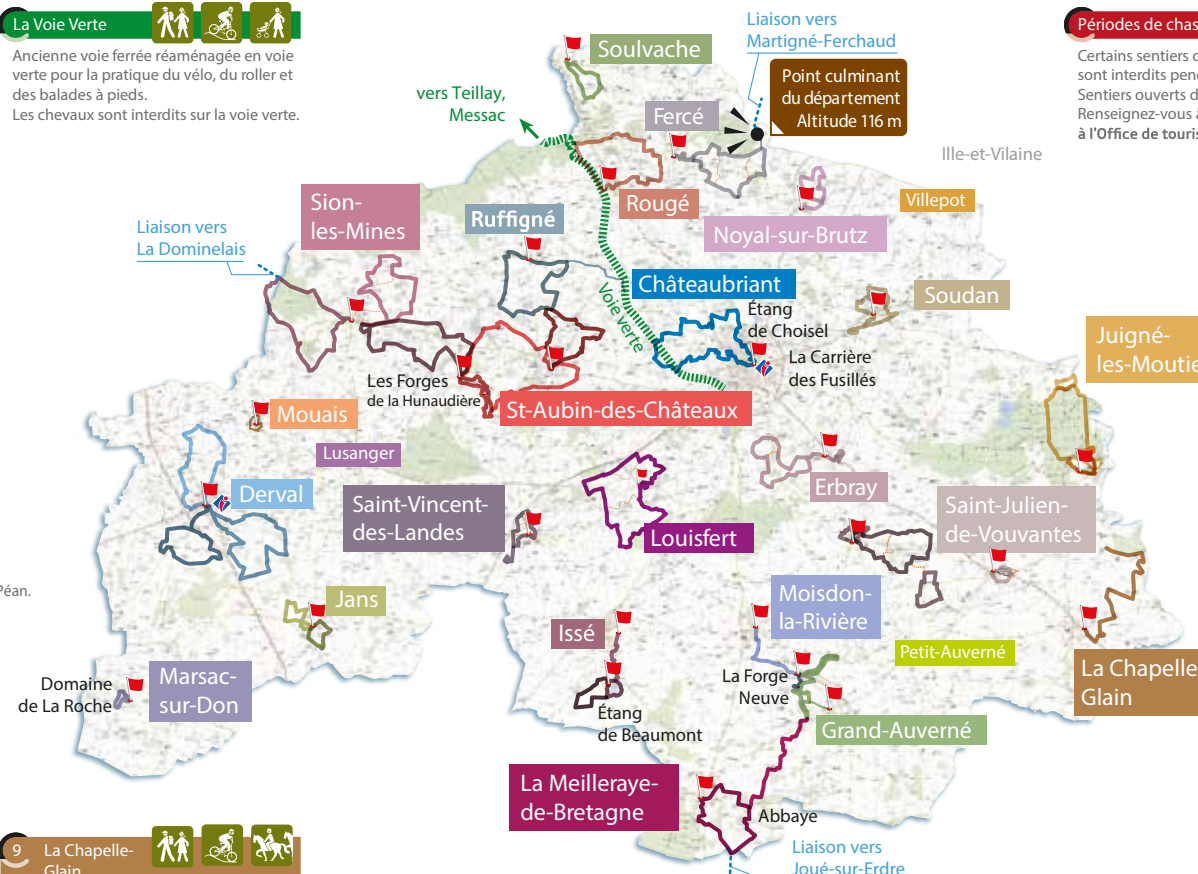 La Voie Verte
Ancienne voie ferrée réaménagée en voie
verte pour la pratique du vélo, du roller et
des balades à pieds.
Les chevaux sont interdits sur la voie verte.
Périodes de chas
Certains sentiers
sont interdits
Sentiers ouverts
Renseignez-vous à
à l'Office de
Soulvache
Liaison vers
Martigné-Ferchaud
Point culminant
du département
Altitude 116 m
vers Teillay,
Messac
Fercé
Ille-et-Vilaine
Villepot
Rougé
Noyal-sur-Brutz
Sion-
les-Mines
Ruffigné
Liaison vers
La Dominelais
Châteaubriant
Étang
de Choisel
Voie verte
Soudan
La Carrière
des Fusillés
Juigné-
les-Moutie
Les Forges
de la Hunaudière
St-Aubin-des-Châteaux
Mouais
Lusanger
Derval
Saint-Vincent-
des-Landes
Louisfert
Erbray
Saint-Julien-
de-Vouvantes
Péan.
Jans
Issé
Moisdon-
la-Rivière
Petit-Auverné
La Chapelle
Glain
Domaine
de La Roche
Marsac-
sur-Don
La Forge
Neuve
Étang
de Beaumont
Grand-Auverné
La Meilleraye-
de-Bretagne
Abbaye
Liaison vers
Joué-sur-Erdre
9 La Chapelle-
Glain